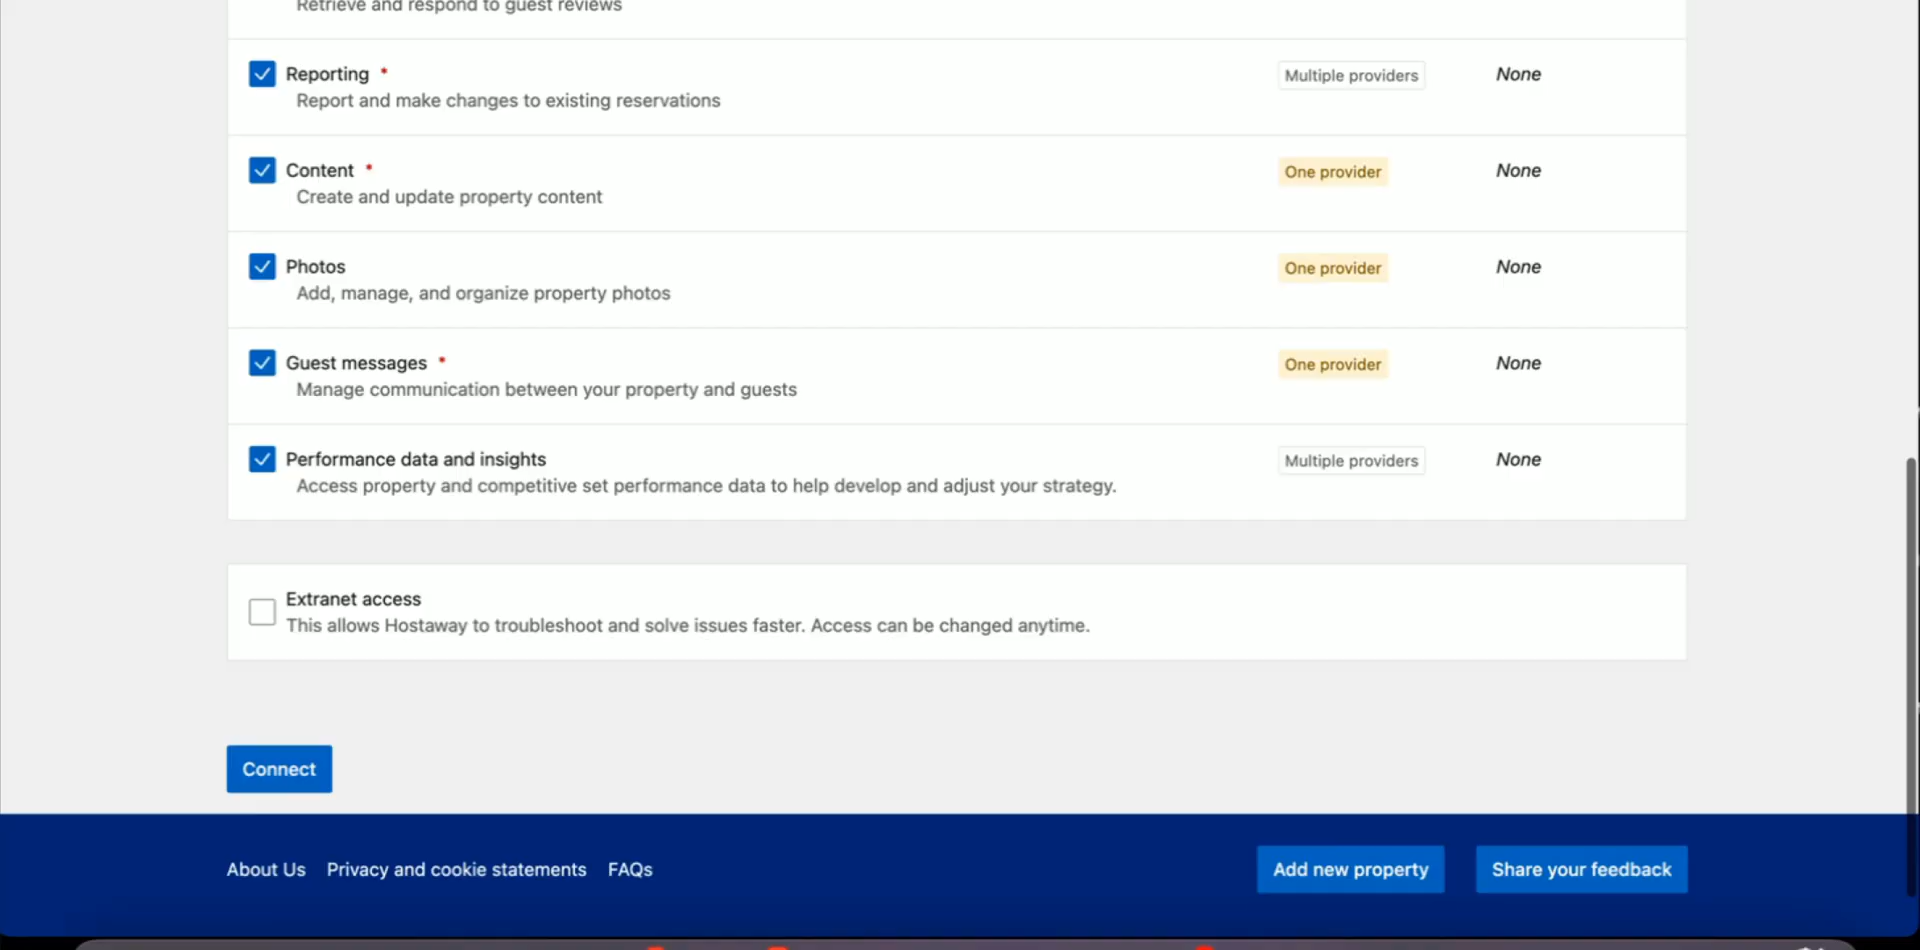 Retrieve and respond to guest reviews
Reporting *
Multiple providers
None
Report and make changes to existing reservations
Content *
One provider
None
Create and update property content
Photos
One provider
None
Add, manage, and organize property photos
Guest messages *
One provider
None
Manage communication between your property and guests
Performance data and insights
Multiple providers
None
Access property and competitive set performance data to help develop and adjust your strategy.
Extranet access
This allows Hostaway to troubleshoot and solve issues faster. Access can be changed anytime.
Connect
About Us
Privacy and cookie statements
FAQs
Add new property
Share your feedback